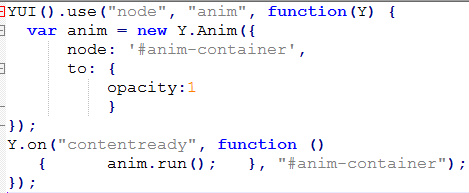 YUI().use("node", "anim", function(Y) {
var anim = new Y.Anim({
node: '#anim-container',
to: {
opacity:1
}
});
Y.on("contentready", function ()
{ anim.run(); }, "#anim-container");
});